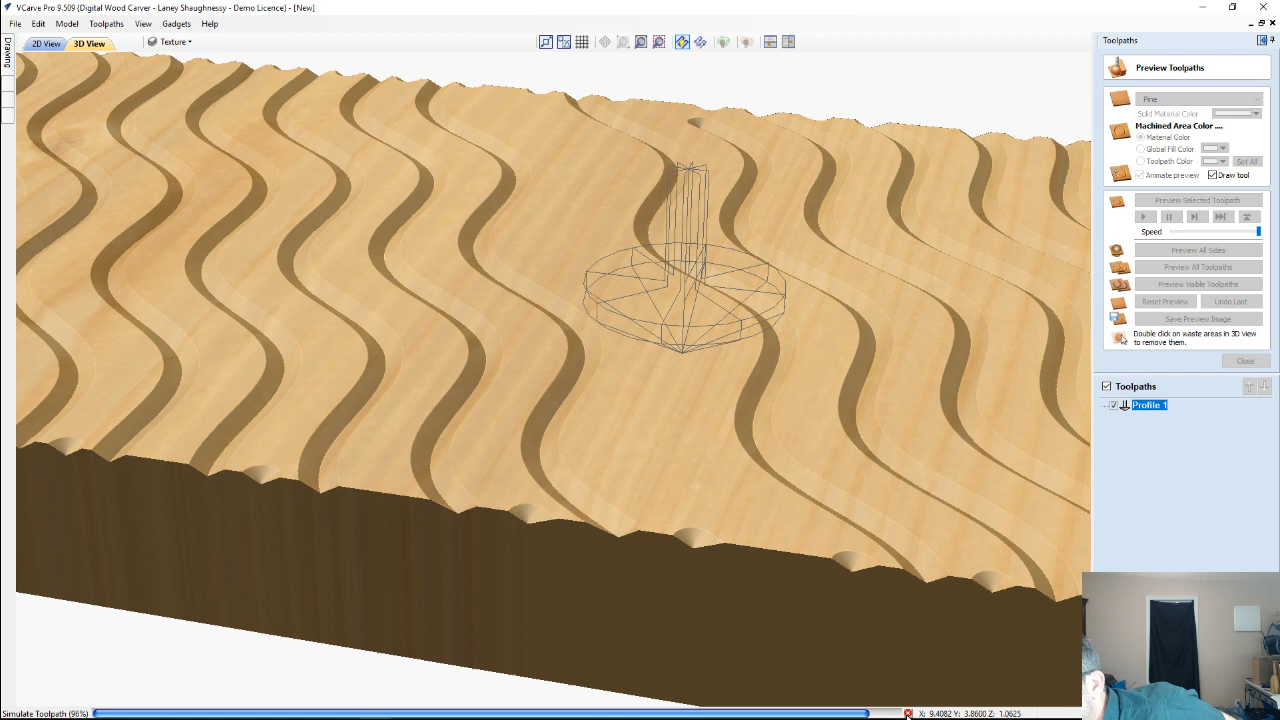 VCarve Pro 9.509 {Digital Wood Carver - Laney Shaughnessy - Demo Licence} - [New]
File Edit Model Toolpaths View Gadgets Help
2D View 3D View Texture
Drawing
Toolpaths
Preview Toolpaths
Pine
Solid Material Color
Machined Area Color ....
Material Color
Global Fill Color
Toolpath Color Set All
Animate preview Draw tool
Preview Selected Toolpath
Speed
Preview All Sides
Preview All Toolpaths
Preview Visible Toolpaths
Reset Preview Undo Last
Save Preview Image
Double click on waste areas in 3D view
to remove them.
Close
Toolpaths
Profile 1
Simulate Toolpath (96%) X: 9.4082 Y: 3.8600 Z: 1.0625